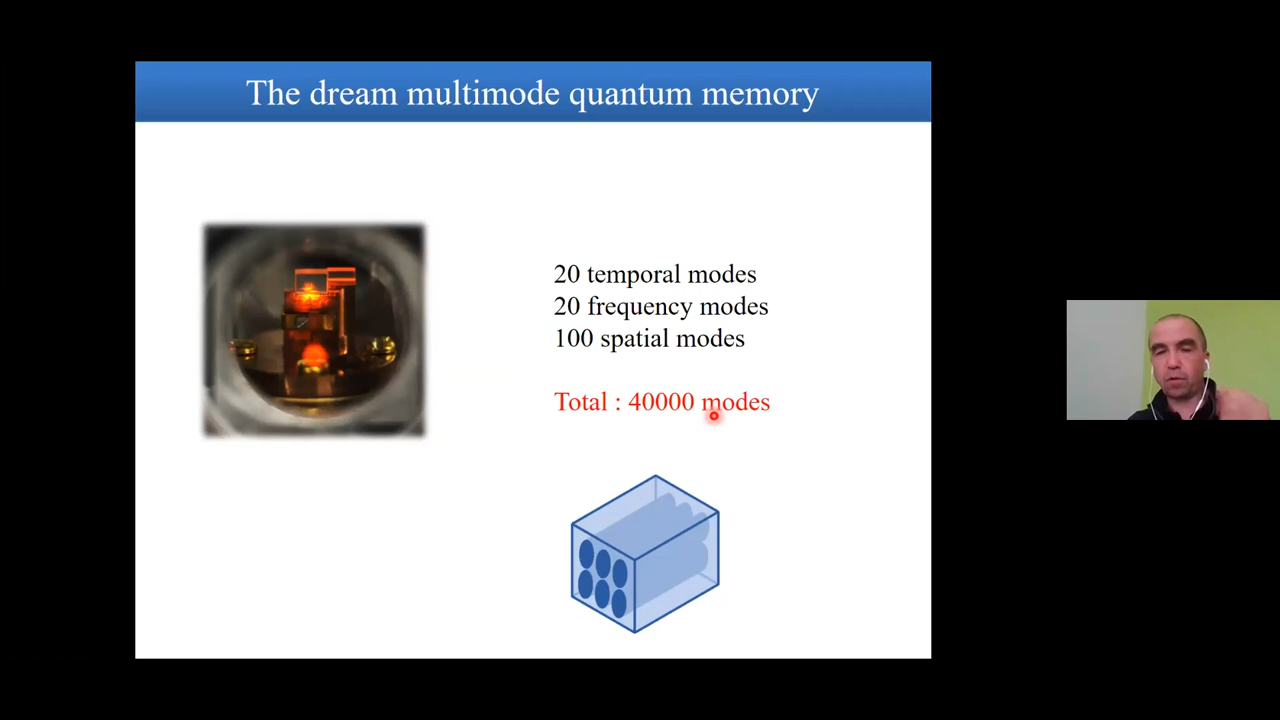 The dream multimode quantum memory
20 temporal modes
20 frequency modes
100 spatial modes
Total : 40000 modes